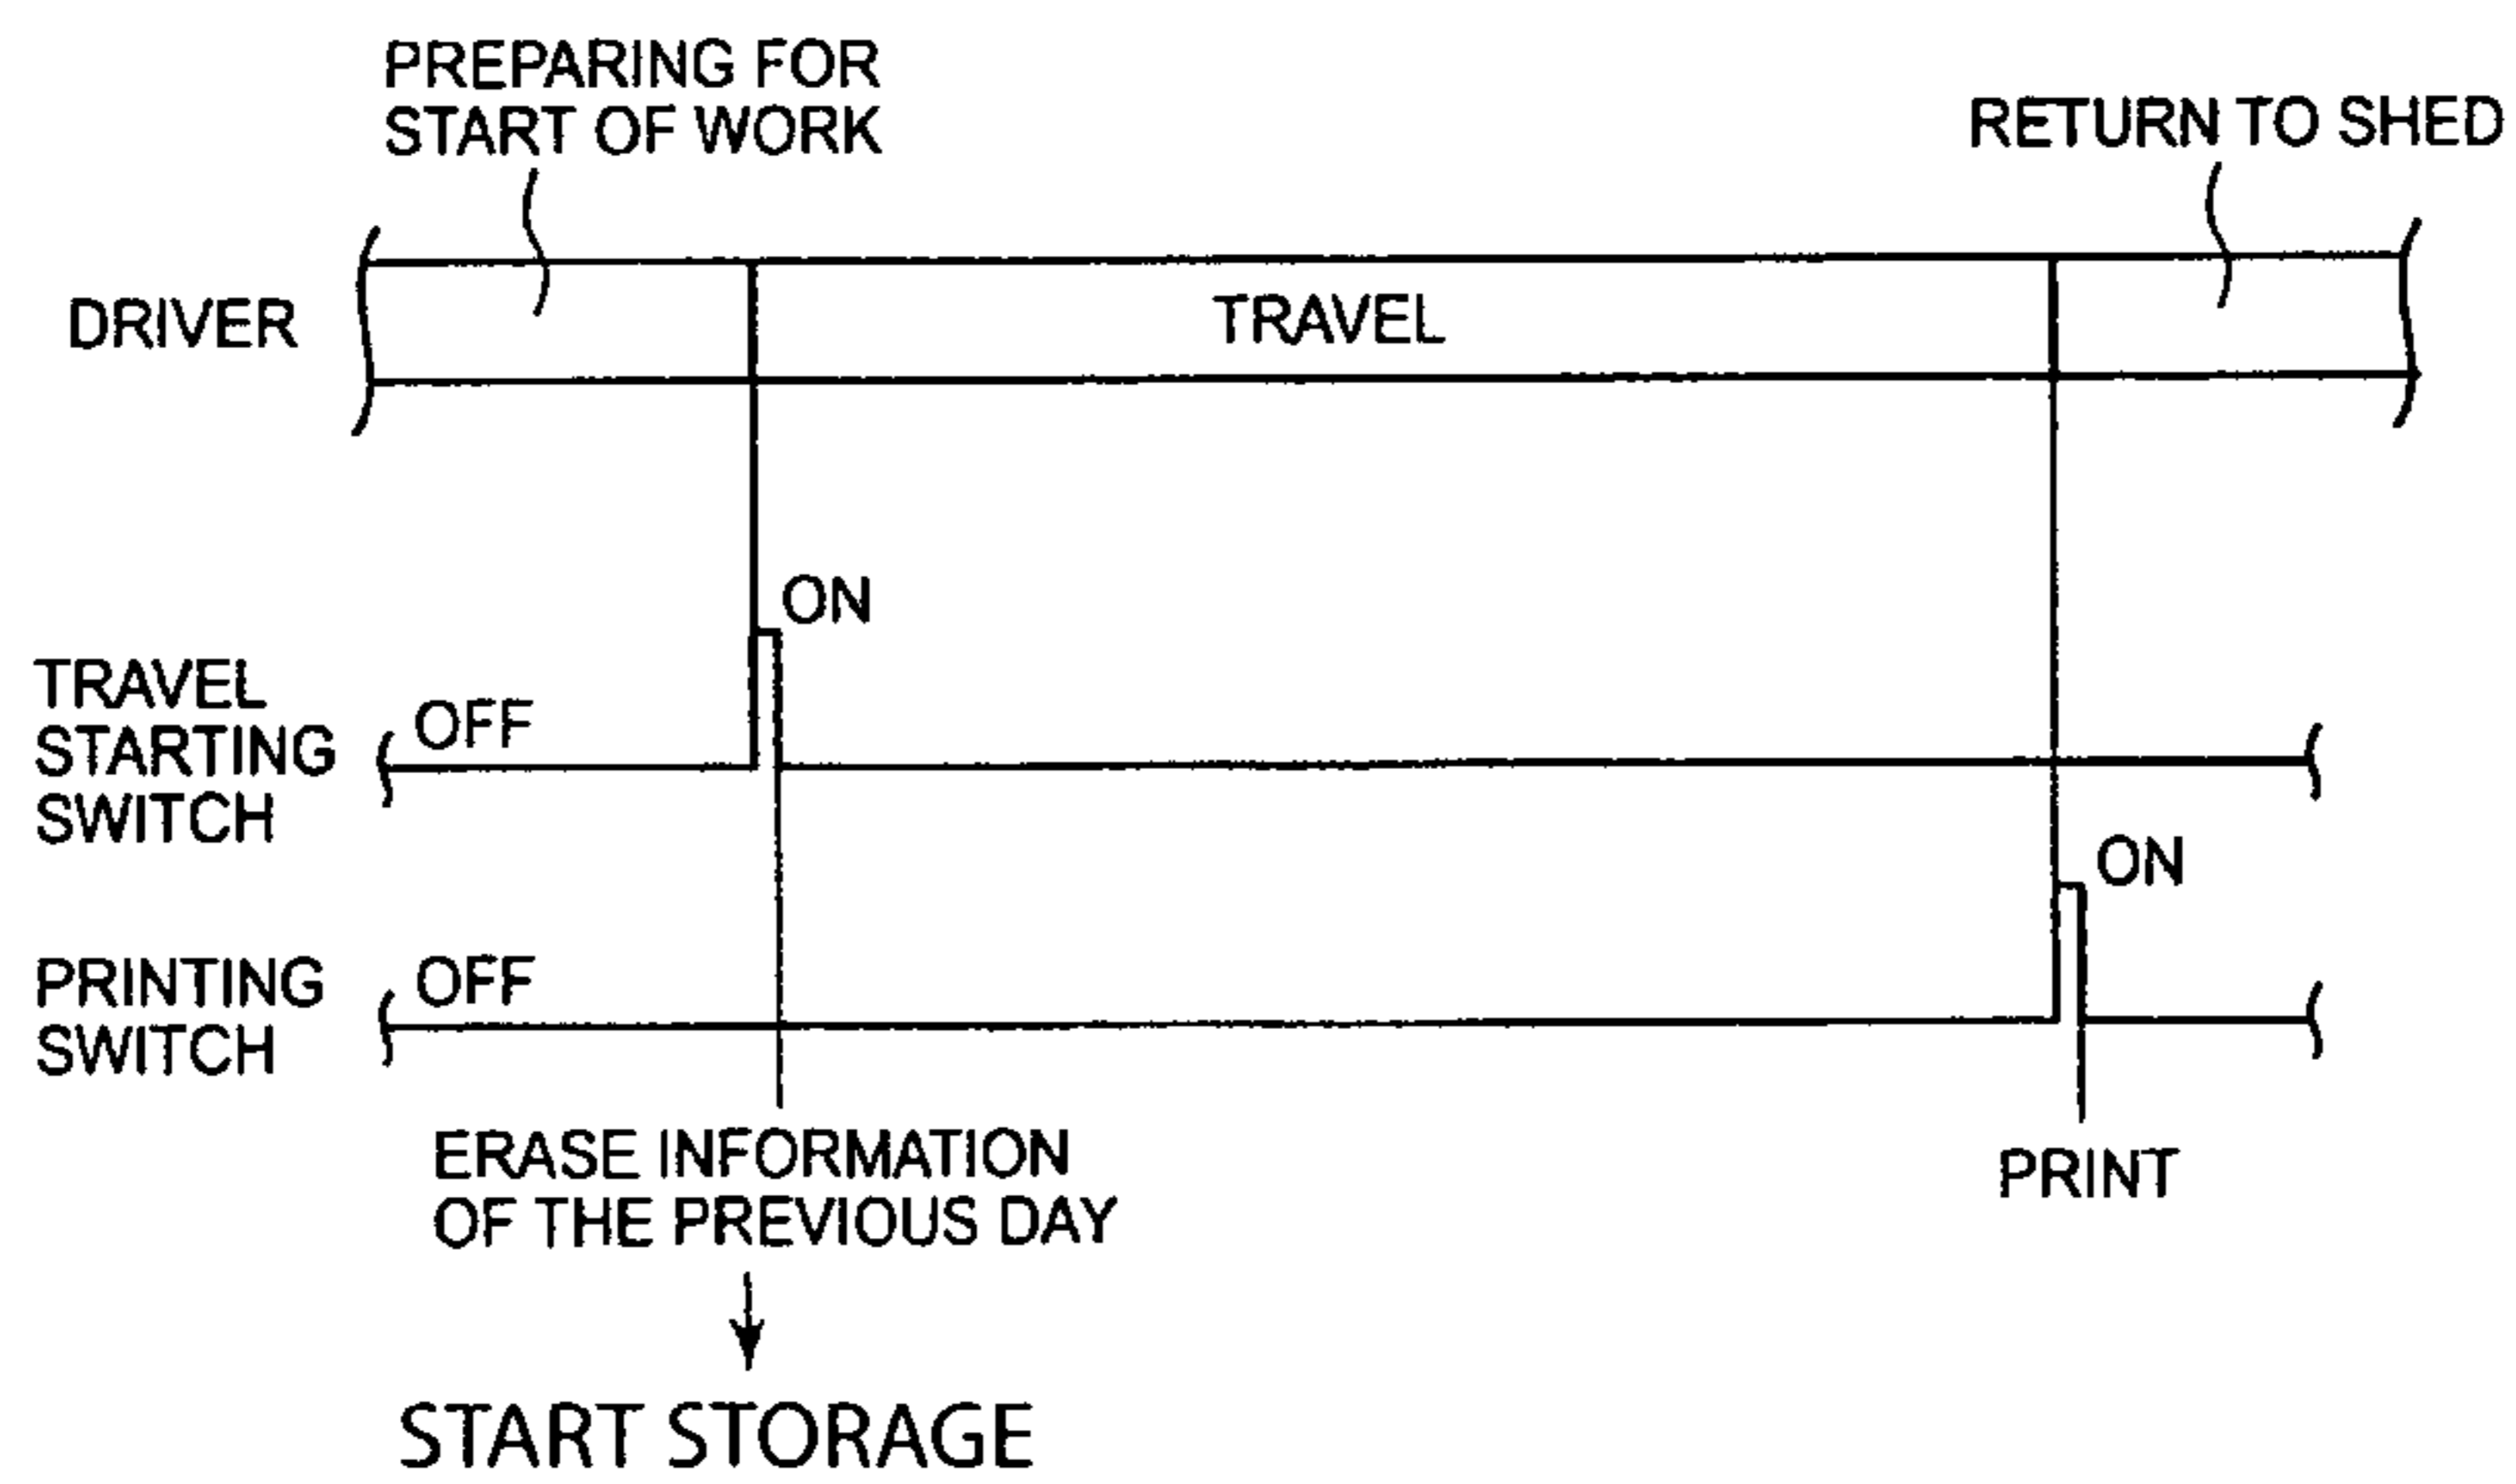 PREPARING FOR
START OF WORK
RETURN TO SHED
DRIVER
TRAVEL
ON
TRAVEL
STARTING
SWITCH
OFF
ON
PRINTING
SWITCH
OFF
ERASE INFORMATION
OF THE PREVIOUS DAY
PRINT
START STORAGE